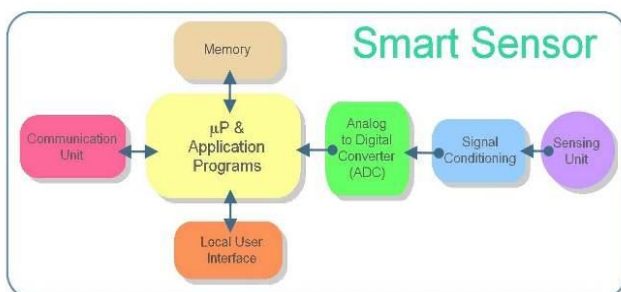 Smart Sensor
Memory
Communication
Unit
μP &
Application
Programs
Analog
to Digital
Converter
(ADC)
Signal
Conditioning
Sensing
Unit
Local User
Interface